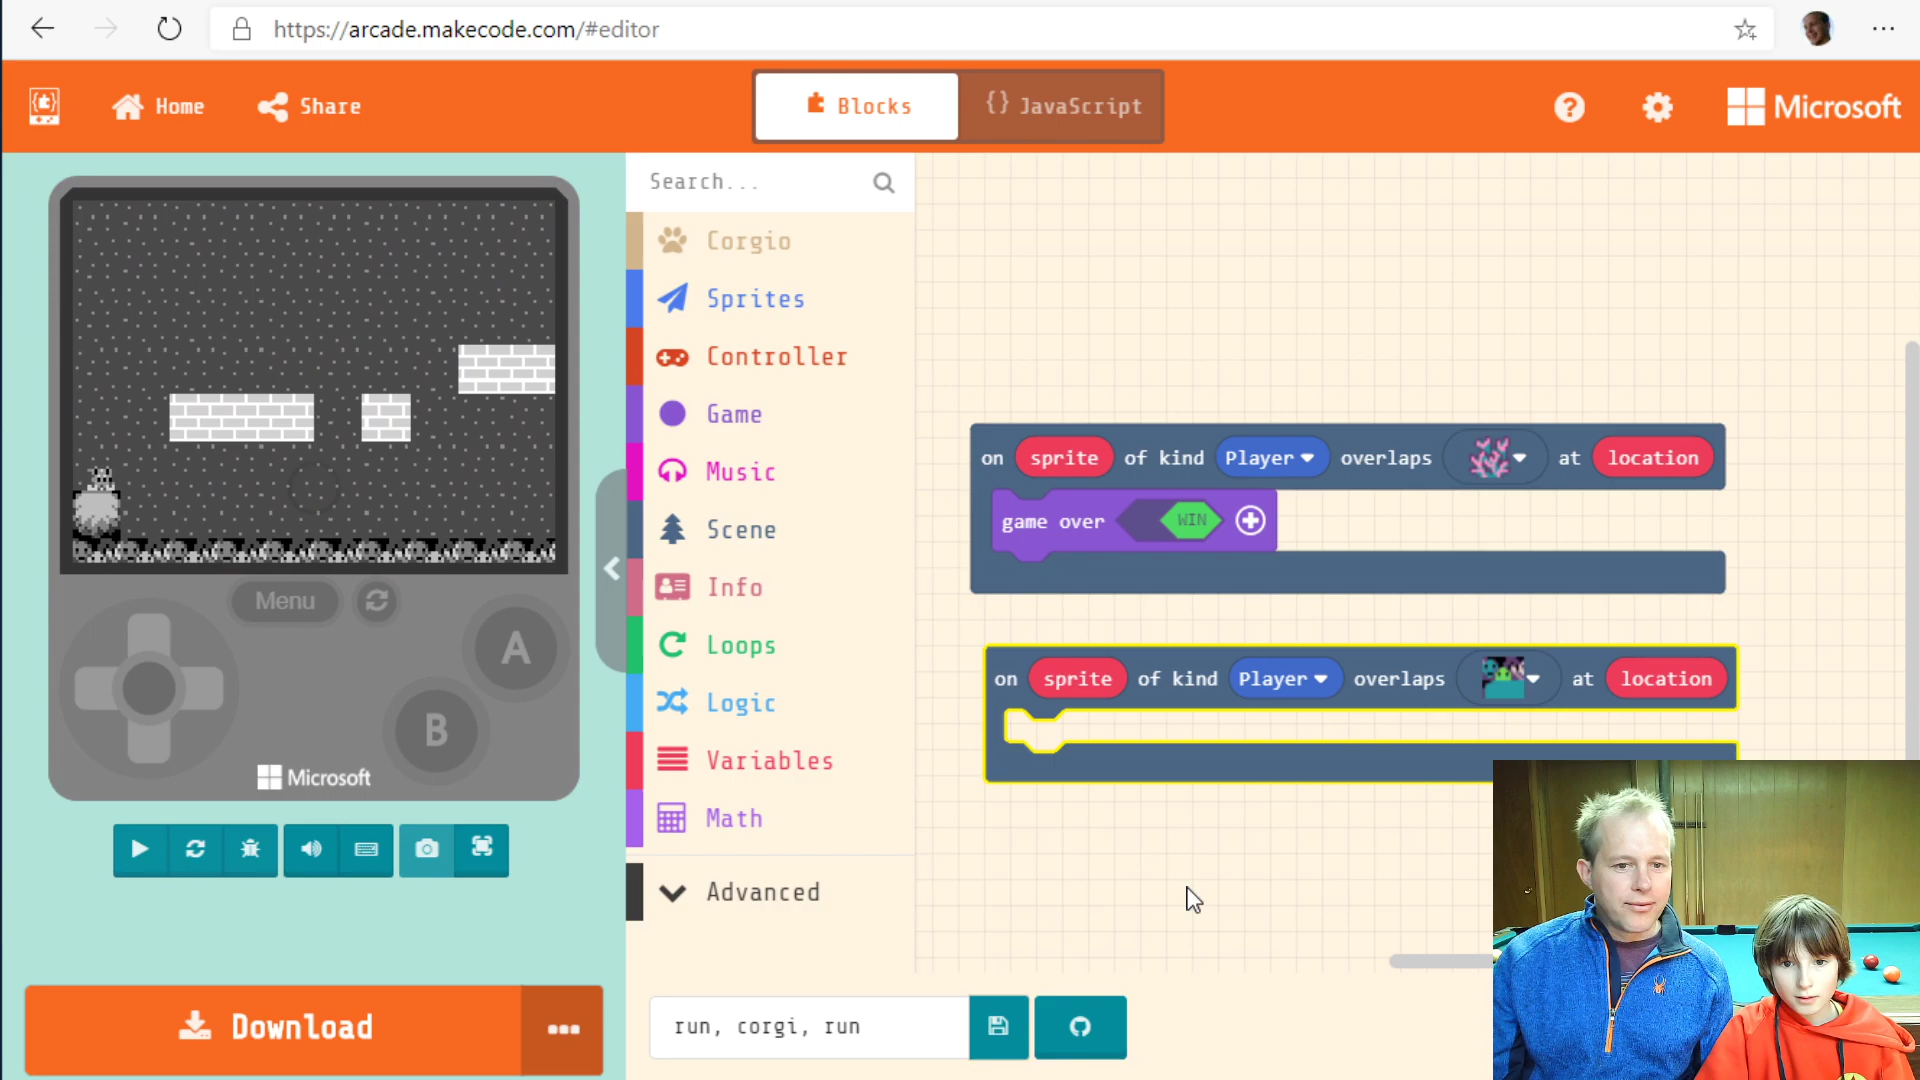 https://arcade.makecode.com/#editor
Home
Share
Blocks
{} JavaScript
?
Microsoft
Search...
Corgio
Sprites
Controller
Game
Music
Scene
Info
Loops
Logic
Variables
Math
Advanced
on sprite of kind Player overlaps at location
game over WIN
on sprite of kind Player overlaps at location
Menu
A
B
Microsoft
Download
run, corgi, run